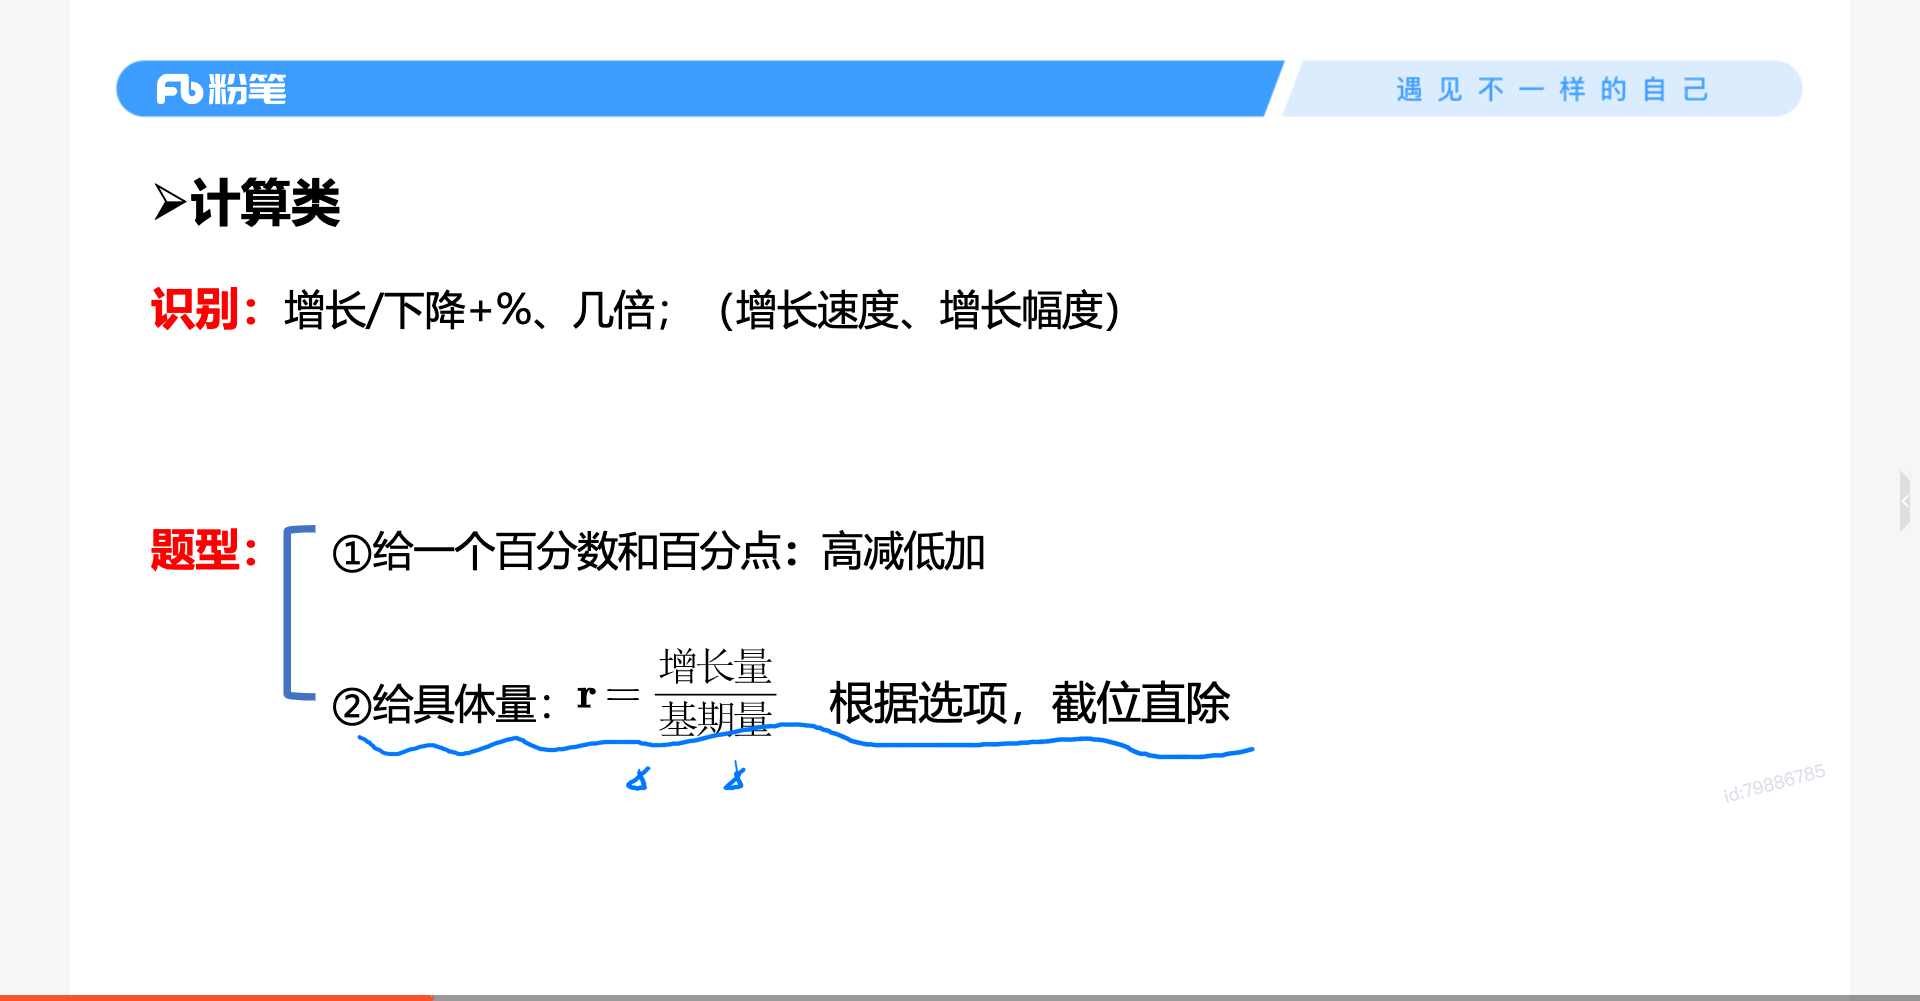 粉笔
遇见不一样的自己
➢计算类
识别：增长/下降+%、几倍；（增长速度、增长幅度）
题型：
①给一个百分数和百分点：高减低加
②给具体量：r=增长量/基期量 根据选项，截位直除
id:79886785